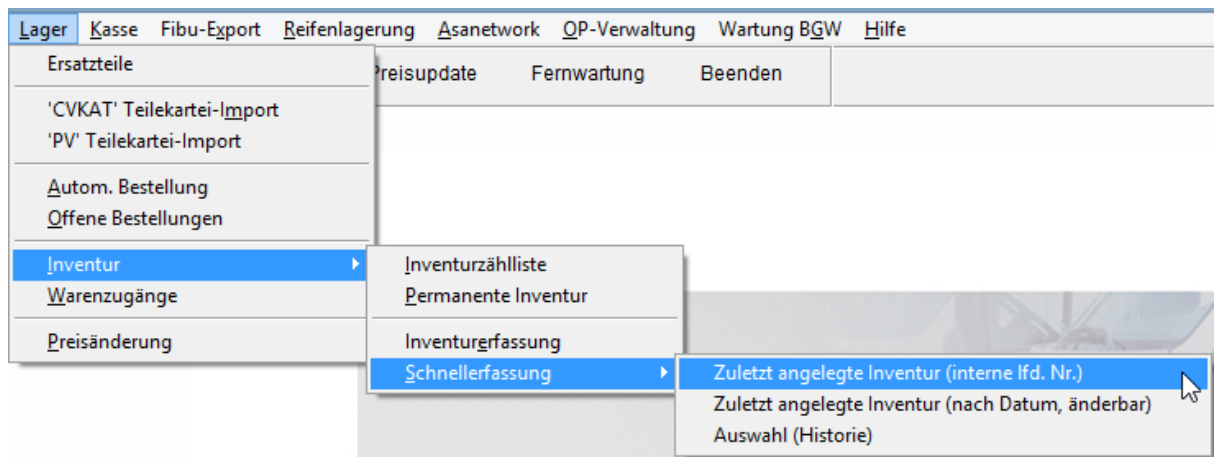 Lager Kasse Fibu-Export Reifenlagerung Asanetwork OP-Verwaltung Wartung BGW Hilfe
Preisupdate Fernwartung Beenden
Ersatzteile
'CVKAT' Teilekartei-Import
'PV' Teilekartei-Import
Autom. Bestellung
Offene Bestellungen
Inventur
Warenzugänge
Preisänderung
Inventurzählliste
Permanente Inventur
Inventurerfassung
Schnellerfassung
Zuletzt angelegte Inventur (interne lfd. Nr.)
Zuletzt angelegte Inventur (nach Datum, änderbar)
Auswahl (Historie)